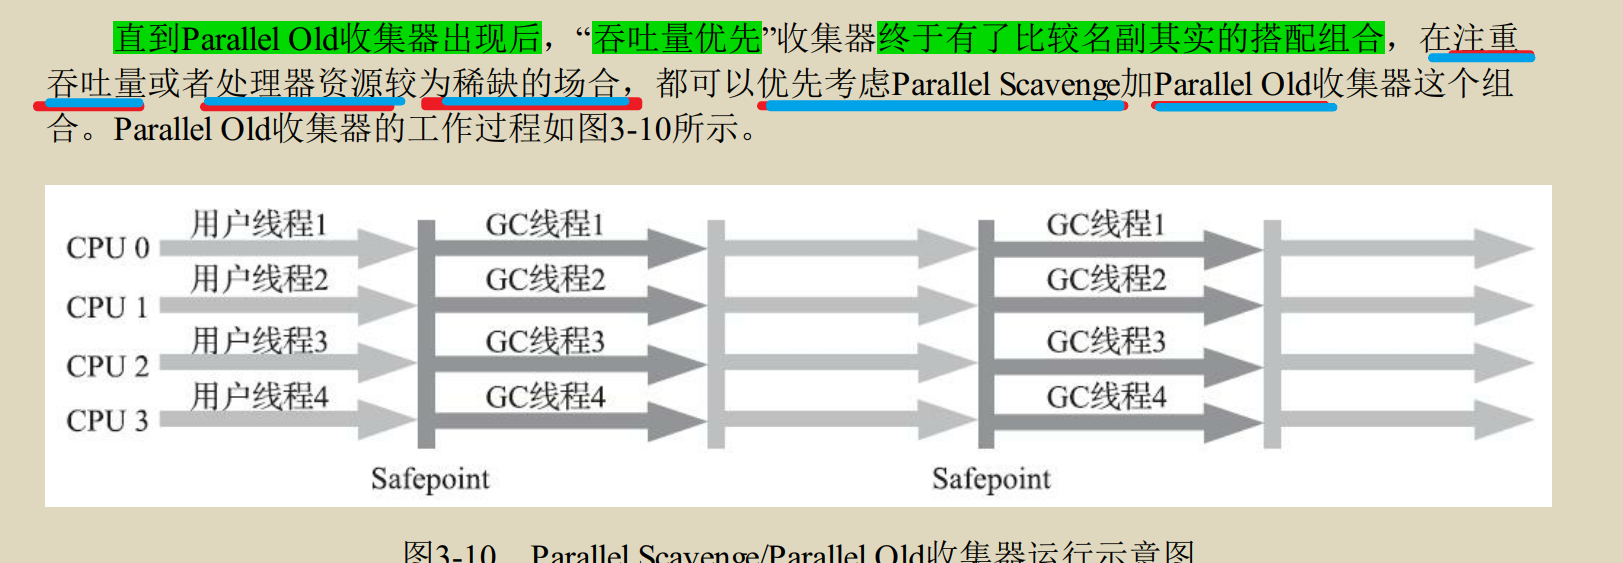 直到Parallel Old收集器出现后，“吞吐量优先”收集器终于有了比较名副其实的搭配组合，在注重
吞吐量或者处理器资源较为稀缺的场合，都可以优先考虑Parallel Scavenge加Parallel Old收集器这个组
合。Parallel Old收集器的工作过程如图3-10所示。
用户线程1 GC线程1 GC线程1
CPU 0
用户线程2 GC线程2 GC线程2
CPU 1
用户线程3 GC线程3 GC线程3
CPU 2
用户线程4 GC线程4 GC线程4
CPU 3
Safepoint Safepoint
图3-10 Parallel Scavenge/Parallel Old收集器运行示意图